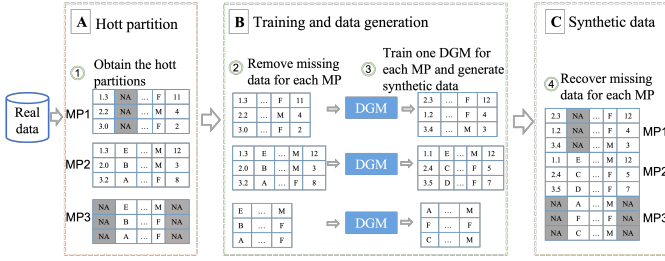 A Hott partition
B Training and data generation
C Synthetic data
Real data
① Obtain the hott partitions
MP1
1.3 NA ... F 11
2.2 NA ... M 4
3.0 NA ... F 2
MP2
1.3 E ... M 12
2.0 B ... M 3
3.2 A ... F 8
MP3
NA E ... M NA
NA B ... F NA
NA A ... F NA
② Remove missing data for each MP
③ Train one DGM for each MP and generate synthetic data
1.3 ... F 11
2.2 ... M 4
3.0 ... F 2
DGM
2.3 ... F 12
1.2 ... F 4
3.4 ... M 3
1.3 E ... M 12
2.0 B ... M 3
3.2 A ... F 8
DGM
1.1 E ... M 12
2.4 C ... F 5
3.5 D ... F 7
E ... M
B ... F
A ... F
DGM
A ... M
F ... F
C ... M
④ Recover missing data for each MP
2.3 NA ... F 12
1.2 NA ... F 4
3.4 NA ... M 3
MP1
1.1 E ... M 12
2.4 C ... F 5
3.5 D ... F 7
MP2
NA A ... M NA
NA F ... F NA
NA C ... M NA
MP3